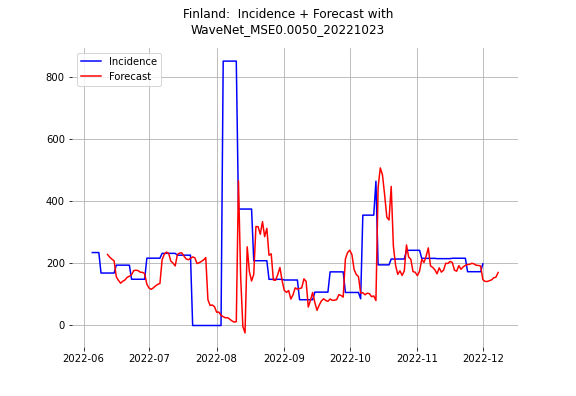 Finland:  Incidence + Forecast with
WaveNet_MSE0.0050_20221023
Incidence
Forecast
800
600
400
200
0
2022-06 2022-07 2022-08 2022-09 2022-10 2022-11 2022-12